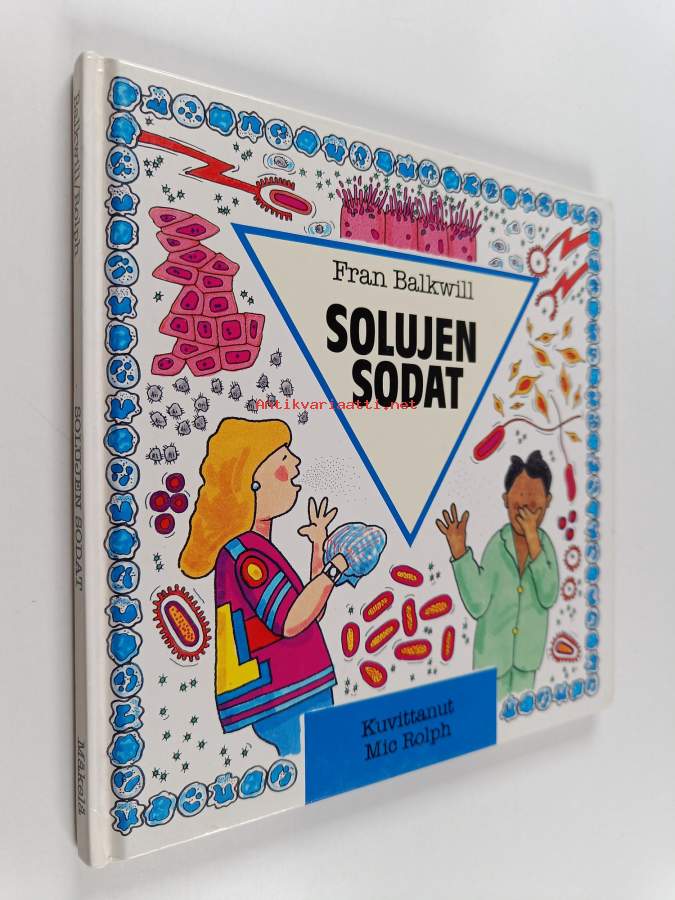 Fran Balkwill
SOLUJEN
SODAT
Antikvariaatti.net
Kuvittanut
Mic Rolph
Balkwill/Rolph
SOLUJEN SODAT
Mäkelä